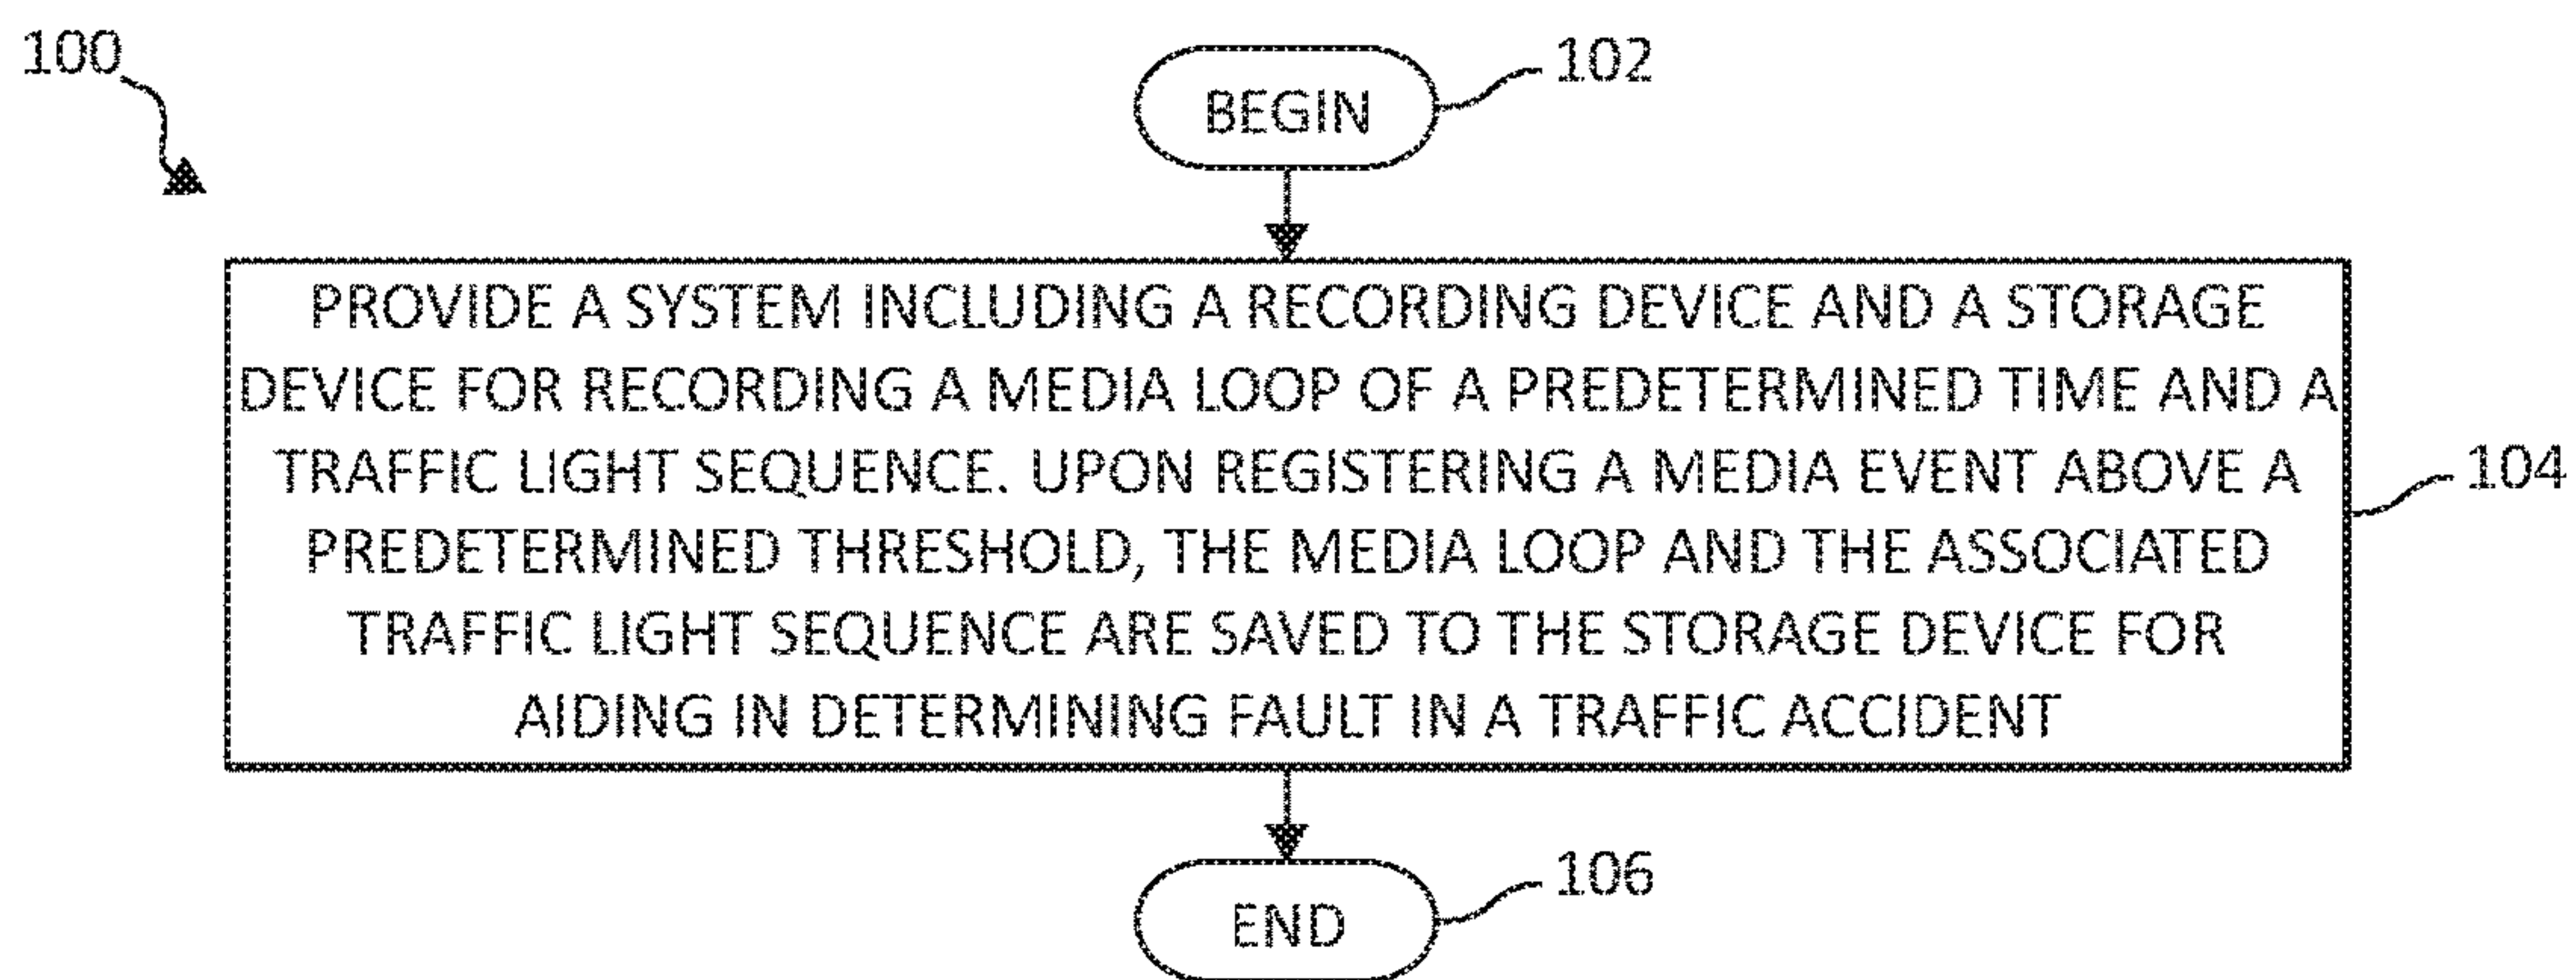 100
BEGIN
102
PROVIDE A SYSTEM INCLUDING A RECORDING DEVICE AND A STORAGE
DEVICE FOR RECORDING A MEDIA LOOP OF A PREDETERMINED TIME AND A
TRAFFIC LIGHT SEQUENCE. UPON REGISTERING A MEDIA EVENT ABOVE A
PREDETERMINED THRESHOLD, THE MEDIA LOOP AND THE ASSOCIATED
TRAFFIC LIGHT SEQUENCE ARE SAVED TO THE STORAGE DEVICE FOR
AIDING IN DETERMINING FAULT IN A TRAFFIC ACCIDENT
104
END
106